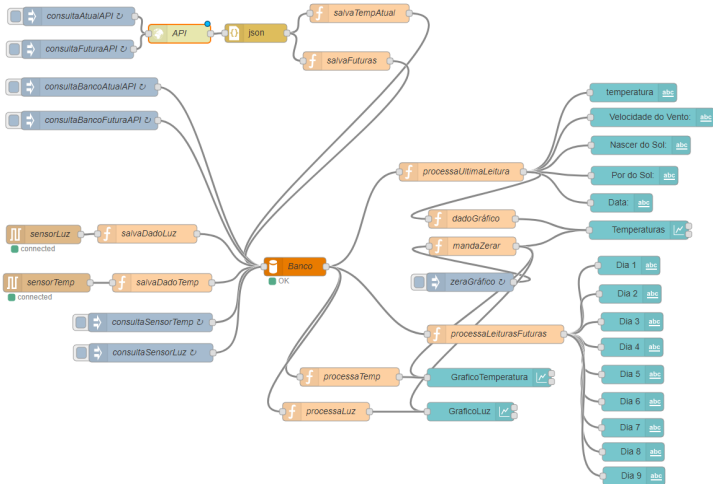 consultaAtualAPI ↻
consultaFuturaAPI ↻
API
json
salvaTempAtual
salvaFuturas
consultaBancoAtualAPI ↻
consultaBancoFuturaAPI ↻
temperatura abc
Velocidade do Vento: abc
Nascer do Sol: abc
Por do Sol: abc
Data: abc
processaUltimaLeitura
dadoGráfico
mandaZerar
zeraGráfico ↻
Temperaturas
sensorLuz
connected
salvaDadoLuz
sensorTemp
connected
salvaDadoTemp
Banco
OK
consultaSensorTemp ↻
consultaSensorLuz ↻
processaLeiturasFuturas
processaTemp
processaLuz
GraficoTemperatura
GraficoLuz
Dia 1 abc
Dia 2 abc
Dia 3 abc
Dia 4 abc
Dia 5 abc
Dia 6 abc
Dia 7 abc
Dia 8 abc
Dia 9 abc